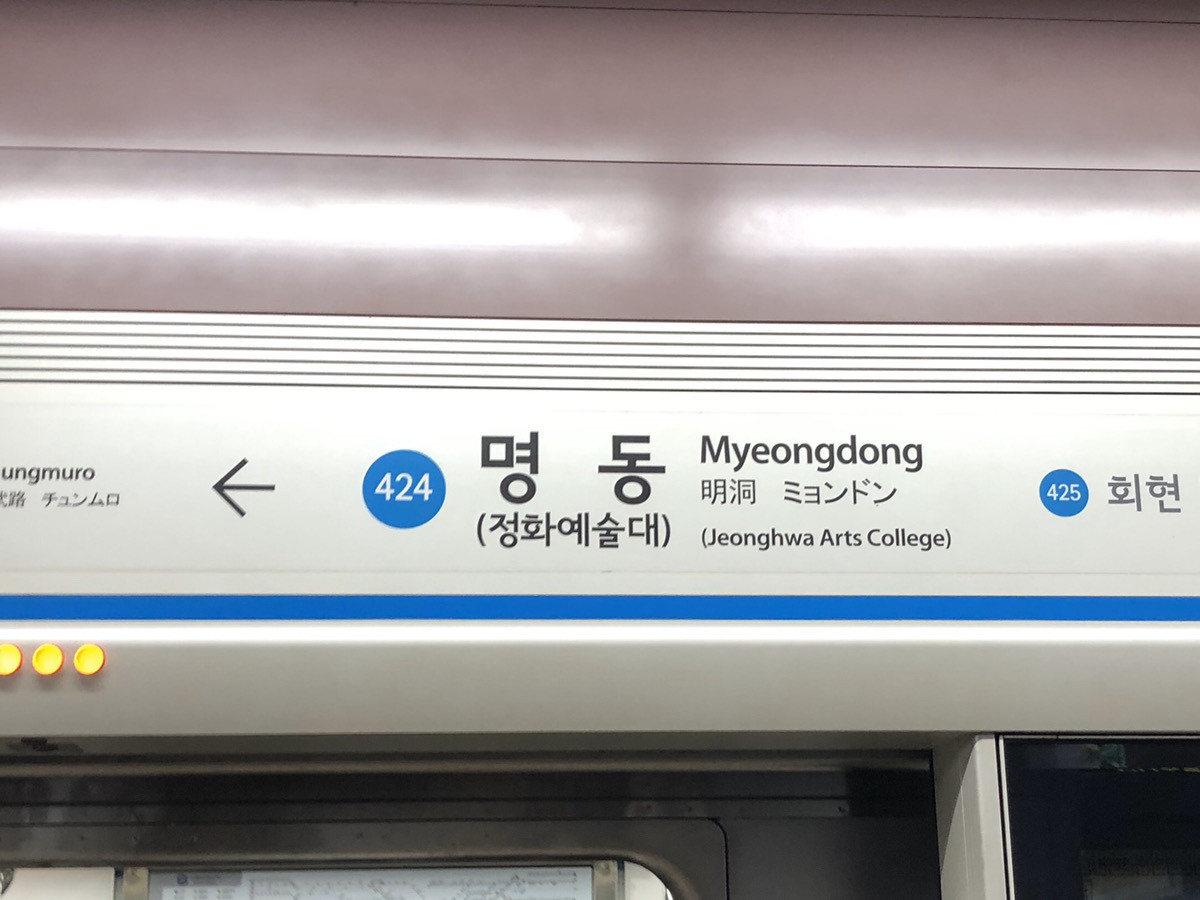 ungmuro
武路 チュンムロ
←
424
명 동
(정화예술대)
Myeongdong
明洞 ミョンドン
(Jeonghwa Arts College)
425
회현